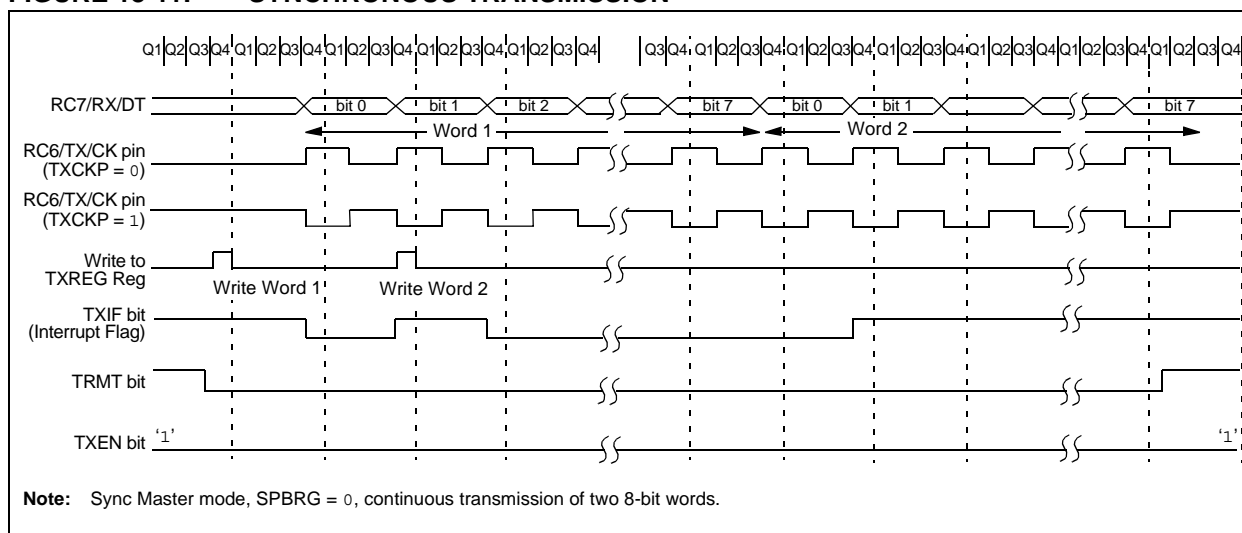 FIGURE SYNCHRONOUS TRANSMISSION
Q1 Q2 Q3 Q4 Q1 Q2 Q3 Q4 Q1 Q2 Q3 Q4 Q1 Q2 Q3 Q4 Q1 Q2 Q3 Q4 Q3 Q4 Q1 Q2 Q3 Q4 Q1 Q2 Q3 Q4 Q1 Q2 Q3 Q4 Q1 Q2 Q3 Q4 Q1 Q2 Q3 Q4 Q1 Q2 Q3 Q4
RC7/RX/DT bit 0 bit 1 bit 2 bit 7 bit 0 bit 1 bit 7
Word 1 Word 2
RC6/TX/CK pin
(TXCKP = 0)
RC6/TX/CK pin
(TXCKP = 1)
Write to
TXREG Reg
Write Word 1 Write Word 2
TXIF bit
(Interrupt Flag)
TRMT bit
TXEN bit ‘1’ ‘1’
Note: Sync Master mode, SPBRG = 0, continuous transmission of two 8-bit words.